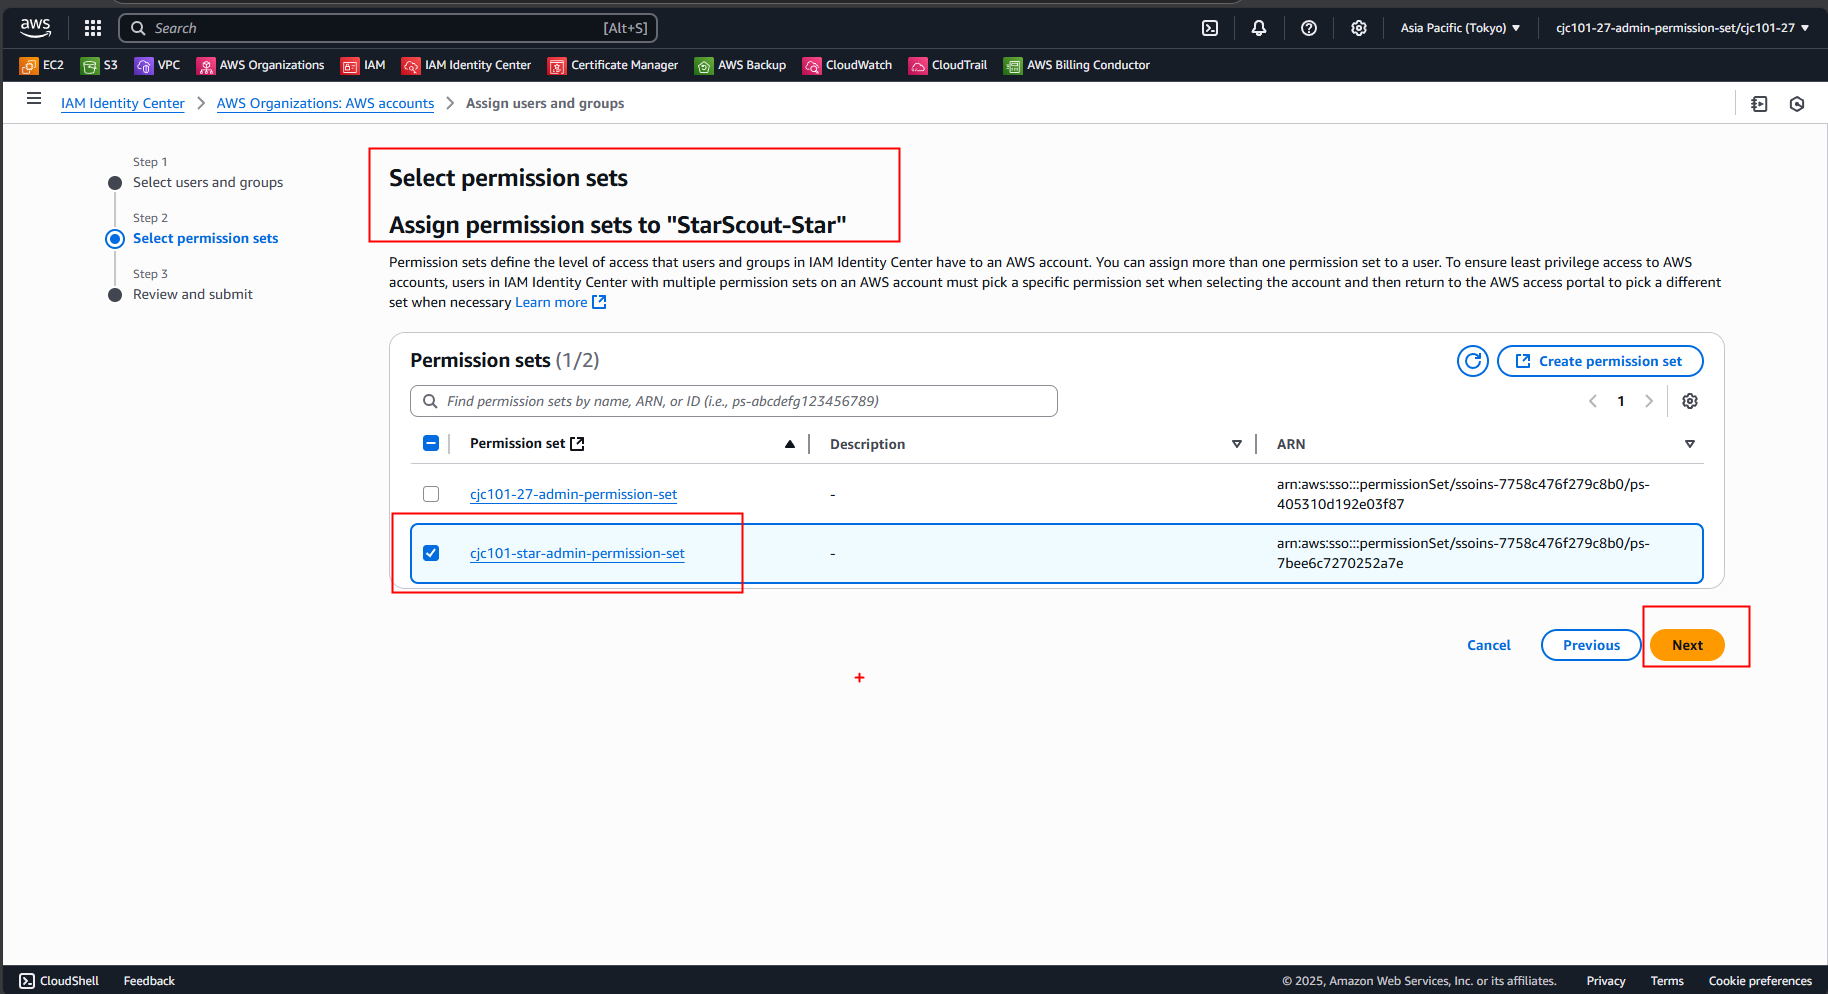 aws
Search
[Alt+S]
Asia Pacific (Tokyo)
cjc101-27-admin-permission-set/cjc101-27
EC2
S3
VPC
AWS Organizations
IAM
IAM Identity Center
Certificate Manager
AWS Backup
CloudWatch
CloudTrail
AWS Billing Conductor
IAM Identity Center
AWS Organizations: AWS accounts
Assign users and groups
Step 1
Select users and groups
Step 2
Select permission sets
Step 3
Review and submit
Select permission sets
Assign permission sets to "StarScout-Star"
Permission sets define the level of access that users and groups in IAM Identity Center have to an AWS account. You can assign more than one permission set to a user. To ensure least privilege access to AWS
accounts, users in IAM Identity Center with multiple permission sets on an AWS account must pick a specific permission set when selecting the account and then return to the AWS access portal to pick a different
set when necessary Learn more
Permission sets (1/2)
Create permission set
Find permission sets by name, ARN, or ID (i.e., ps-abcdefg123456789)
1
Permission set
Description
ARN
cjc101-27-admin-permission-set
-
arn:aws:sso:::permissionSet/ssoins-7758c476f279c8b0/ps-
405310d192e03f87
cjc101-star-admin-permission-set
-
arn:aws:sso:::permissionSet/ssoins-7758c476f279c8b0/ps-
7bee6c7270252a7e
Cancel
Previous
Next
CloudShell
Feedback
© 2025, Amazon Web Services, Inc. or its affiliates.
Privacy
Terms
Cookie preferences